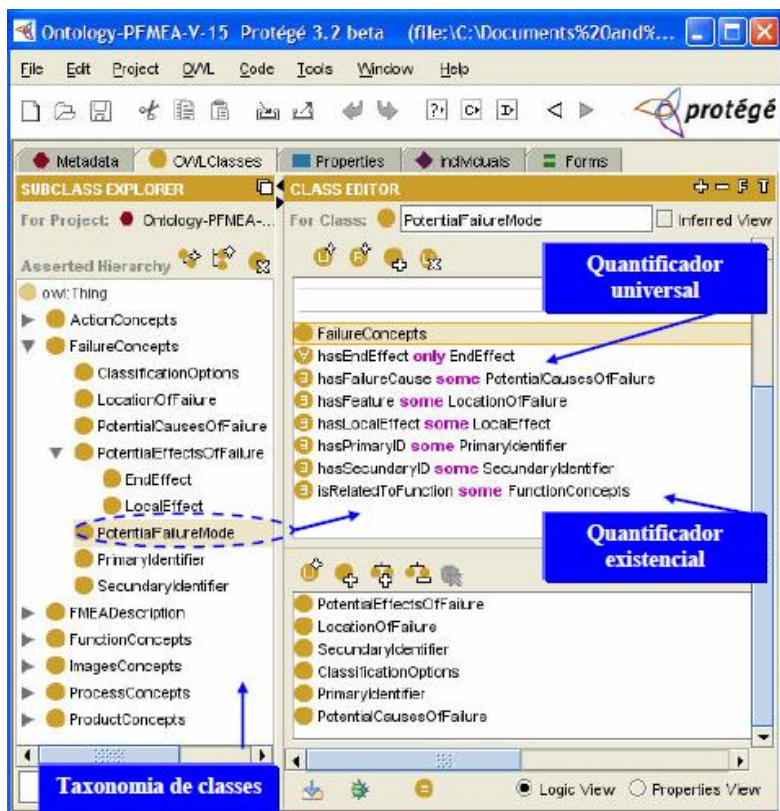 Ontology-PFMEA-V-15 Protégé 3.2 beta (file:\C:\Documents%20and%...
File Edit Project OWL Code Tools Window Help
protégé
Metadata OWLClasses Properties Individuals Forms
SUBCLASS EXPLORER
For Project: Ontology-PFMEA-...
Asserted Hierarchy
owl:Thing
ActionConcepts
FailureConcepts
ClassificationOptions
LocationOfFailure
PotentialCausesOfFailure
PotentialEffectsOfFailure
EndEffect
LocalEffect
PotentialFailureMode
PrimaryIdentifier
SecundaryIdentifier
FMEADescription
FunctionConcepts
ImagesConcepts
ProcessConcepts
ProductConcepts
Taxonomia de classes
CLASS EDITOR
For Class: PotentialFailureMode Inferred View
Quantificador
universal
FailureConcepts
hasEndEffect only EndEffect
hasFailureCause some PotentialCausesOfFailure
hasFeature some LocationOfFailure
hasLocalEffect some LocalEffect
hasPrimaryID some PrimaryIdentifier
hasSecundaryID some SecundaryIdentifier
isRelatedToFunction some FunctionConcepts
Quantificador
existencial
PotentialEffectsOfFailure
LocationOfFailure
SecundaryIdentifier
ClassificationOptions
PrimaryIdentifier
PotentialCausesOfFailure
Logic View Properties View